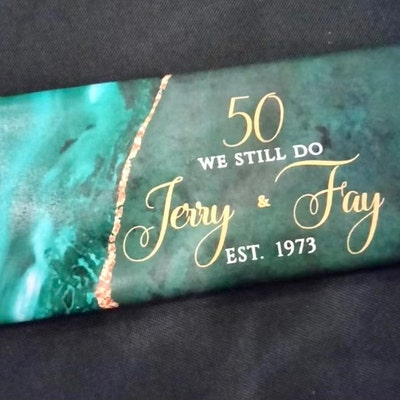 50
WE STILL DO
Jerry & Fay
EST. 1973